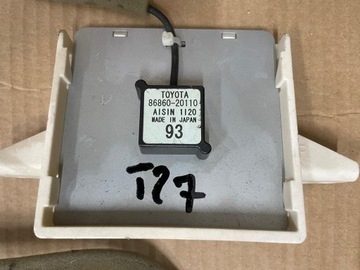 TOYOTA
86860-20110
AISIN 1120
MADE IN JAPAN
93
T27